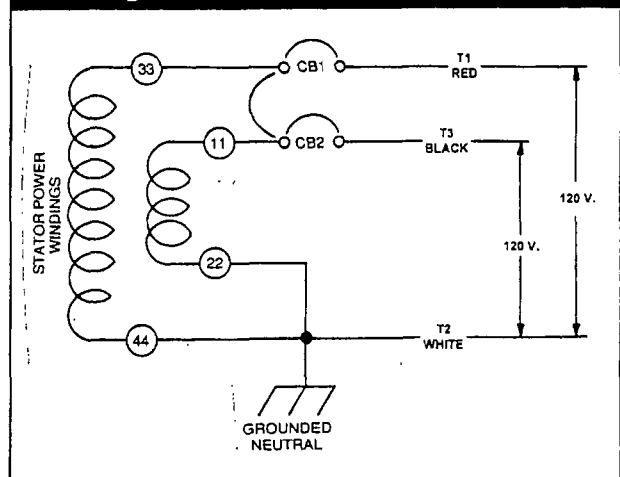 33
CB1
T1
RED
11
CB2
T3
BLACK
STATOR POWER
WINDINGS
120 V.
120 V.
22
44
T2
WHITE
GROUNDED
NEUTRAL